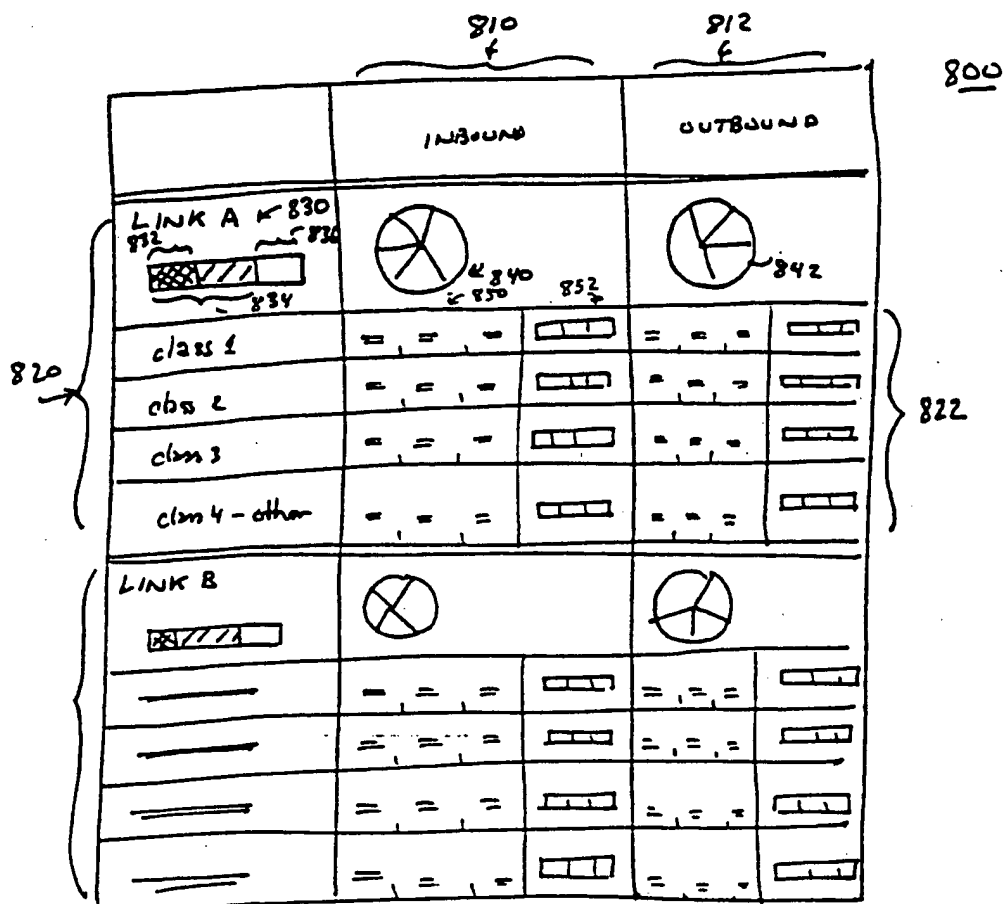 810 812
800
INBOUND OUTBOUND
LINK A 830
832 836
840 842
834 850 852
class 1
820
class 2
822
class 3
class 4 - other
LINK B